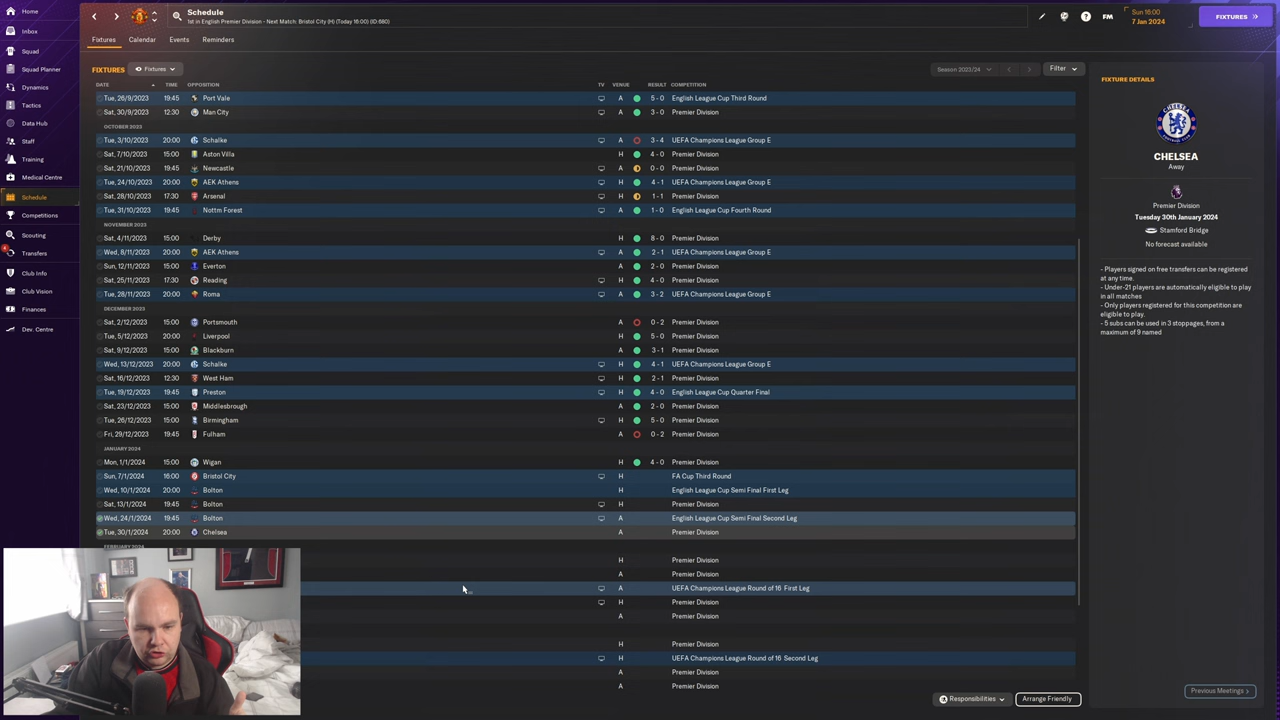 Home
Inbox
Squad
Squad Planner
Dynamics
Tactics
Data Hub
Staff
Training
Medical Centre
Schedule
Competitions
Scouting
Transfers
Club Info
Club Vision
Finances
Dev. Centre
Schedule
1st in English Premier Division - Next Match: Bristol City (H) (Today 16:00) (ID:680)
FM
Sun 16:00
7 Jan 2024
FIXTURES
Fixtures Calendar Events Reminders
FIXTURES Fixtures Season 2023/24 Filter
DATE TIME OPPOSITION TV VENUE RESULT COMPETITION
Tue, 26/9/2023 19:45 Port Vale A 5 - 0 English League Cup Third Round
Sat, 30/9/2023 12:30 Man City A 3 - 0 Premier Division
OCTOBER 2023
Tue, 3/10/2023 20:00 Schalke A 3 - 4 UEFA Champions League Group E
Sat, 7/10/2023 15:00 Aston Villa H 4 - 0 Premier Division
Sat, 21/10/2023 19:45 Newcastle A 0 - 0 Premier Division
Tue, 24/10/2023 20:00 AEK Athens H 4 - 1 UEFA Champions League Group E
Sat, 28/10/2023 17:30 Arsenal H 1 - 1 Premier Division
Tue, 31/10/2023 19:45 Nottm Forest A 1 - 0 English League Cup Fourth Round
NOVEMBER 2023
Sat, 4/11/2023 15:00 Derby H 8 - 0 Premier Division
Wed, 8/11/2023 20:00 AEK Athens A 2 - 1 UEFA Champions League Group E
Sun, 12/11/2023 15:00 Everton A 2 - 0 Premier Division
Sat, 25/11/2023 17:30 Reading H 4 - 0 Premier Division
Tue, 28/11/2023 20:00 Roma A 3 - 2 UEFA Champions League Group E
DECEMBER 2023
Sat, 2/12/2023 15:00 Portsmouth A 0 - 2 Premier Division
Tue, 5/12/2023 20:00 Liverpool H 5 - 0 Premier Division
Sat, 9/12/2023 15:00 Blackburn A 3 - 1 Premier Division
Wed, 13/12/2023 20:00 Schalke H 4 - 1 UEFA Champions League Group E
Sat, 16/12/2023 12:30 West Ham H 2 - 1 Premier Division
Tue, 19/12/2023 19:45 Preston H 4 - 0 English League Cup Quarter Final
Sat, 23/12/2023 15:00 Middlesbrough A 2 - 0 Premier Division
Tue, 26/12/2023 15:00 Birmingham H 5 - 0 Premier Division
Fri, 29/12/2023 19:45 Fulham A 0 - 2 Premier Division
JANUARY 2024
Mon, 1/1/2024 15:00 Wigan H 4 - 0 Premier Division
Sun, 7/1/2024 16:00 Bristol City H FA Cup Third Round
Wed, 10/1/2024 20:00 Bolton H English League Cup Semi Final First Leg
Sat, 13/1/2024 19:45 Bolton H Premier Division
Wed, 24/1/2024 19:45 Bolton A English League Cup Semi Final Second Leg
Tue, 30/1/2024 20:00 Chelsea A Premier Division
H Premier Division
A Premier Division
A UEFA Champions League Round of 16 First Leg
H Premier Division
A Premier Division
H Premier Division
H UEFA Champions League Round of 16 Second Leg
A Premier Division
A Premier Division
Responsibilities Arrange Friendly
FIXTURE DETAILS
CHELSEA
Away
Premier Division
Tuesday 30th January 2024
Stamford Bridge
No forecast available
- Players signed on free transfers can be registered
at any time.
- Under-21 players are automatically eligible to play
in all matches
- Only players registered for this competition are
eligible to play.
- 5 subs can be used in 3 stoppages, from a
maximum of 9 named
Previous Meetings >